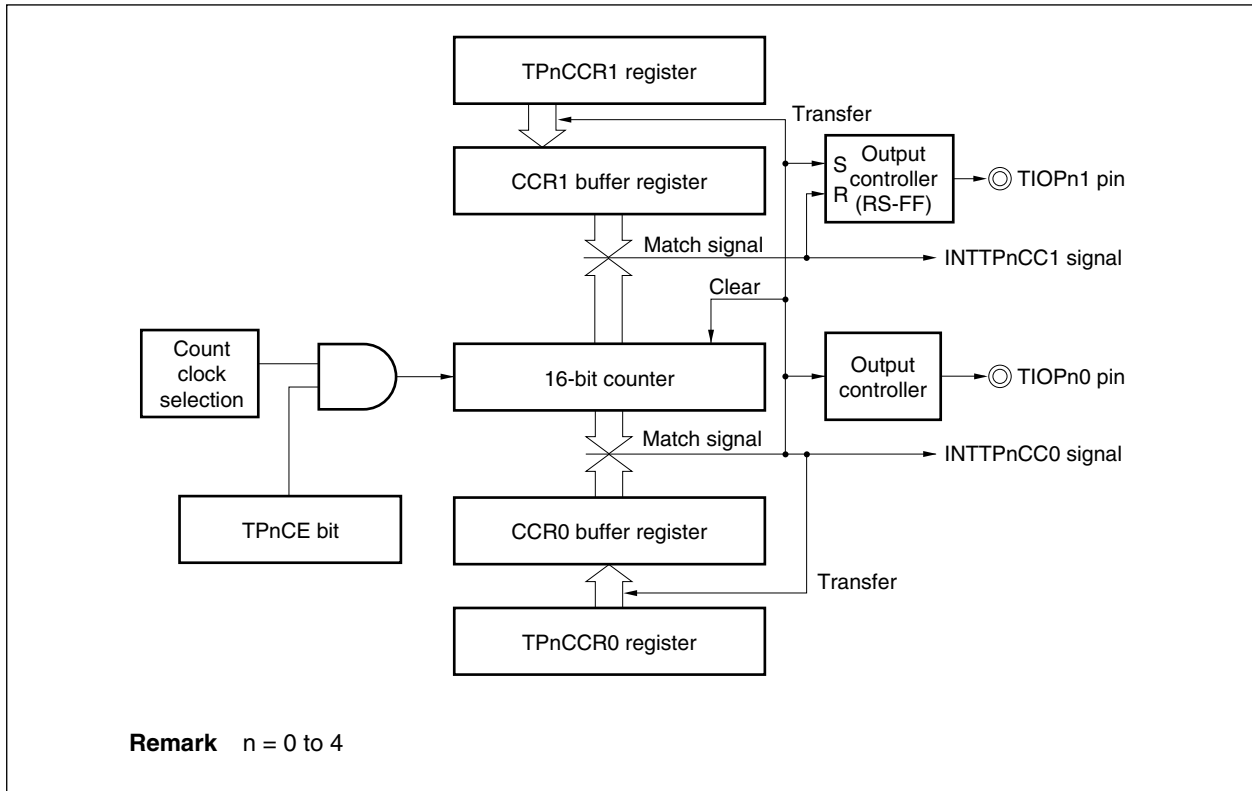 TPnCCR1 register
Transfer
CCR1 buffer register
S
R
Output
controller
(RS-FF)
TIOPn1 pin
Match signal
INTTPnCC1 signal
Clear
Count
clock
selection
16-bit counter
Output
controller
TIOPn0 pin
Match signal
INTTPnCC0 signal
TPnCE bit
CCR0 buffer register
Transfer
TPnCCR0 register
Remark n = 0 to 4